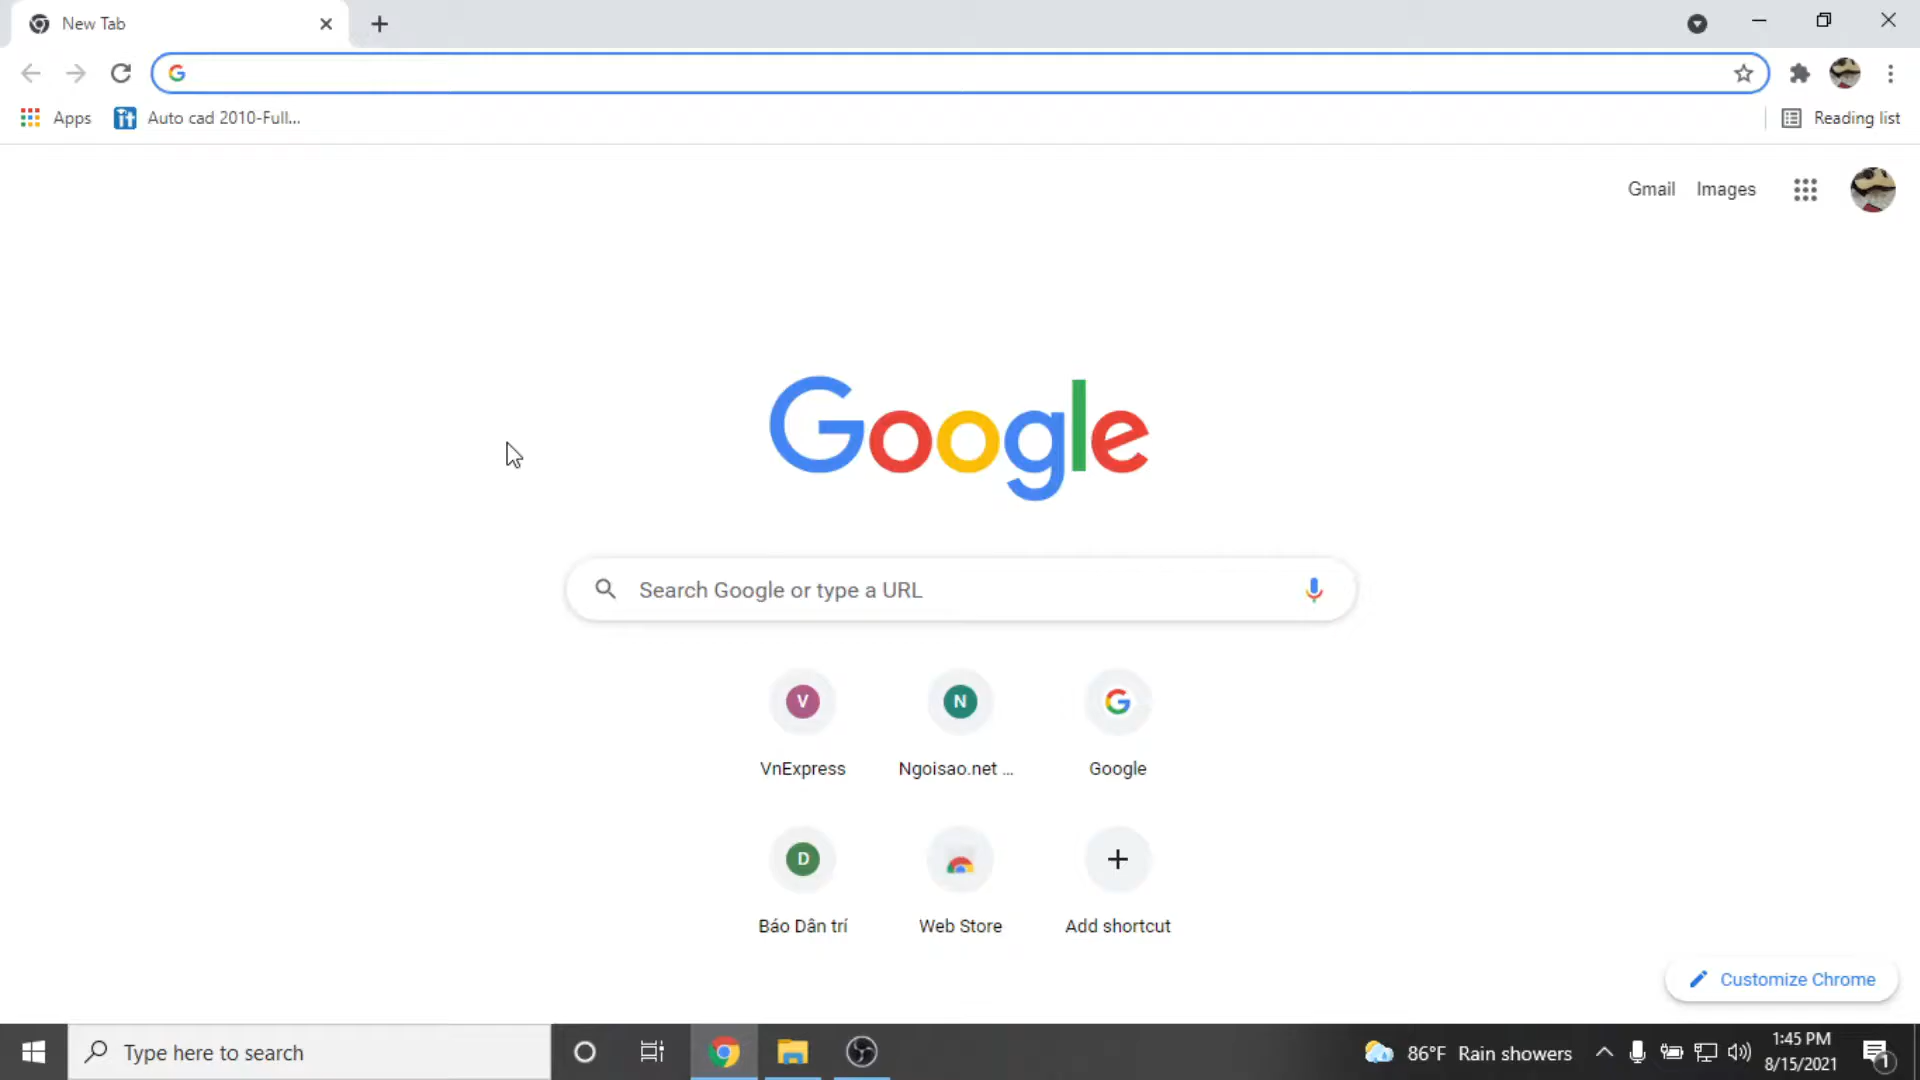 New Tab
Apps
Auto cad 2010-Full...
Reading list
Gmail
Images
Google
Search Google or type a URL
V
N
VnExpress
Ngoisao.net ...
Google
D
Báo Dân trí
Web Store
Add shortcut
Customize Chrome
Type here to search
86°F Rain showers
1:45 PM
8/15/2021
1